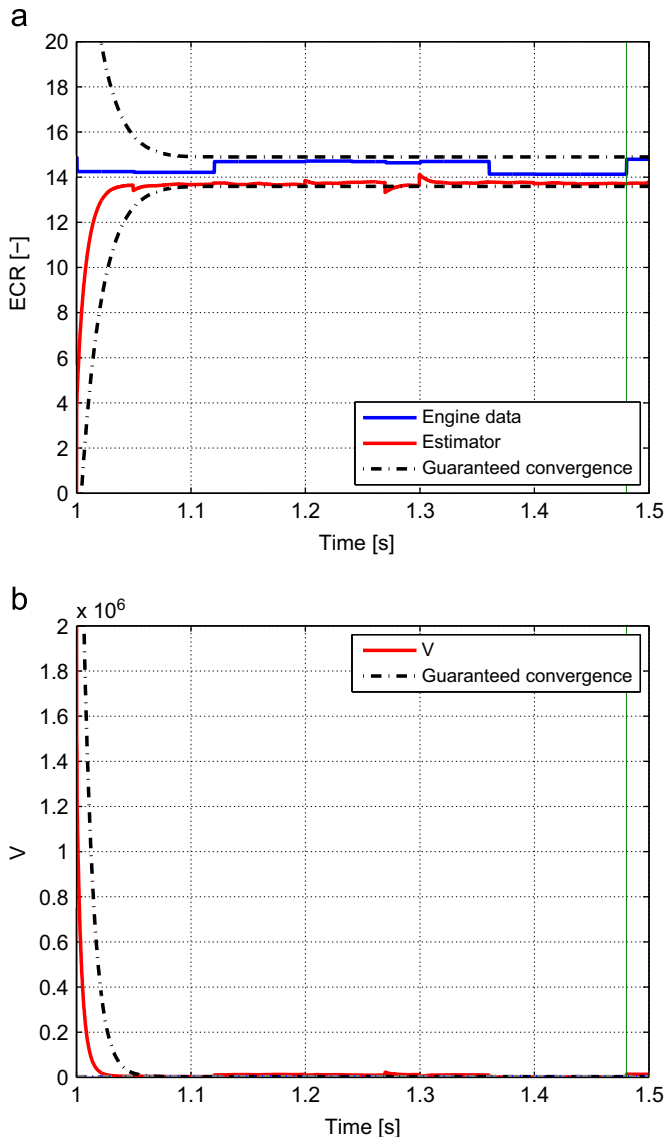 a
20
18
16
14
12
10
8
6
4
2
0
ECR [−]
Engine data
Estimator
Guaranteed convergence
1 1.1 1.2 1.3 1.4 1.5
Time [s]
b
x 10^6
2
1.8
1.6
1.4
1.2
1
0.8
0.6
0.4
0.2
0
V
V
Guaranteed convergence
1 1.1 1.2 1.3 1.4 1.5
Time [s]